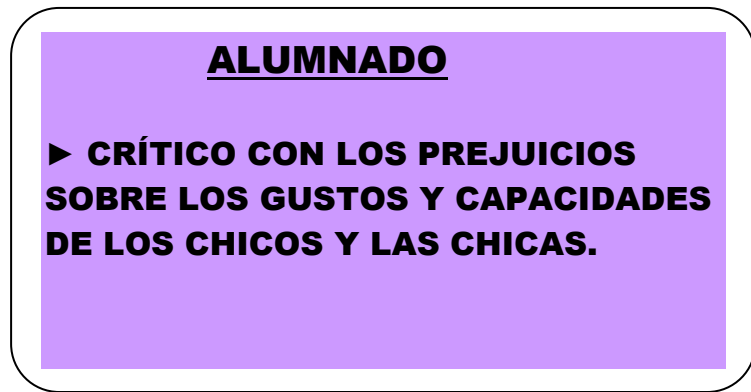 ALUMNADO
► CRÍTICO CON LOS PREJUICIOS
SOBRE LOS GUSTOS Y CAPACIDADES
DE LOS CHICOS Y LAS CHICAS.